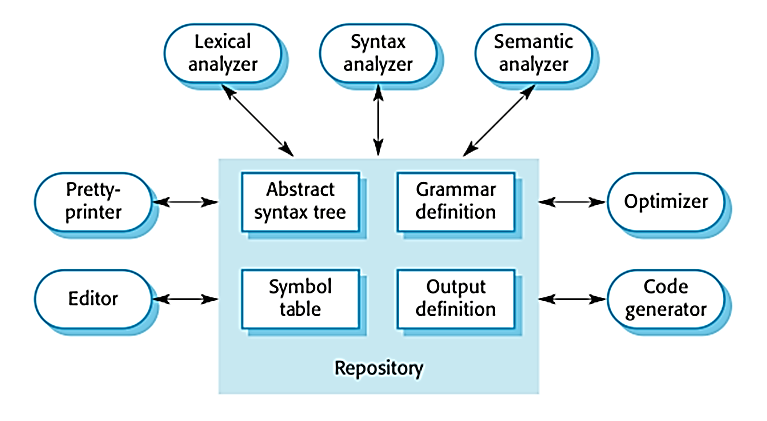 Lexical
analyzer
Syntax
analyzer
Semantic
analyzer
Pretty-
printer
Abstract
syntax tree
Grammar
definition
Optimizer
Editor
Symbol
table
Output
definition
Code
generator
Repository